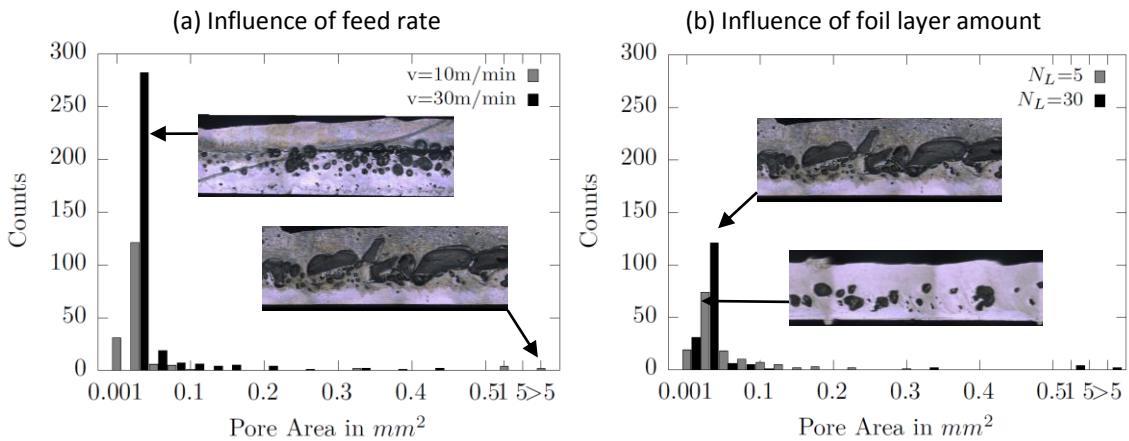 (a) Influence of feed rate
300
250
200
150
100
50
0
Counts
v=10m/min
v=30m/min
0.001 0.1 0.2 0.3 0.4 0.51 5>5
Pore Area in mm²
(b) Influence of foil layer amount
300
250
200
150
100
50
0
Counts
N_L=5
N_L=30
0.001 0.1 0.2 0.3 0.4 0.51 5>5
Pore Area in mm²